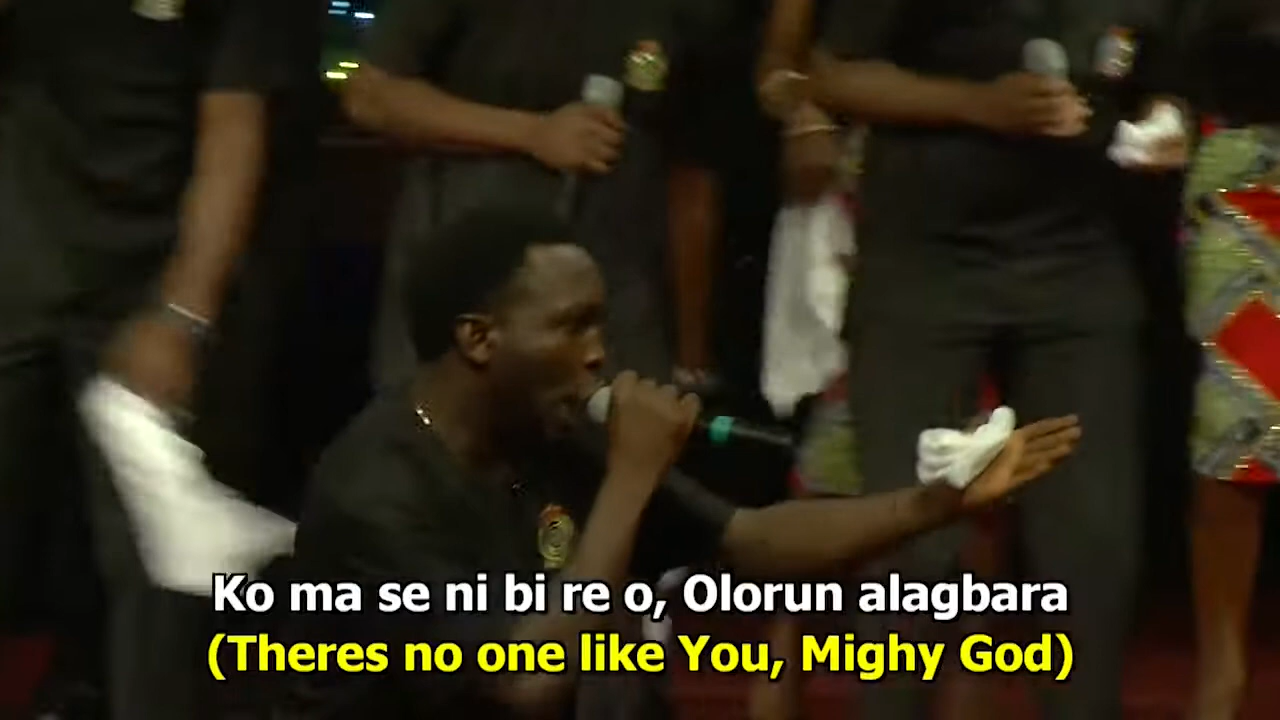 Ko ma se ni bi re o, Olorun alagbara
(Theres no one like You, Mighy God)